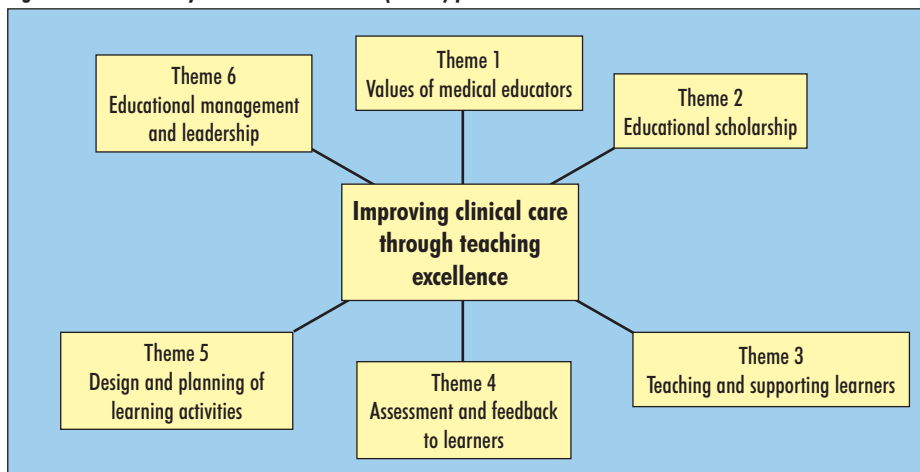 Theme 1
Values of medical educators
Theme 2
Educational scholarship
Theme 3
Teaching and supporting learners
Theme 4
Assessment and feedback
to learners
Theme 5
Design and planning of
learning activities
Theme 6
Educational management
and leadership
Improving clinical care
through teaching
excellence